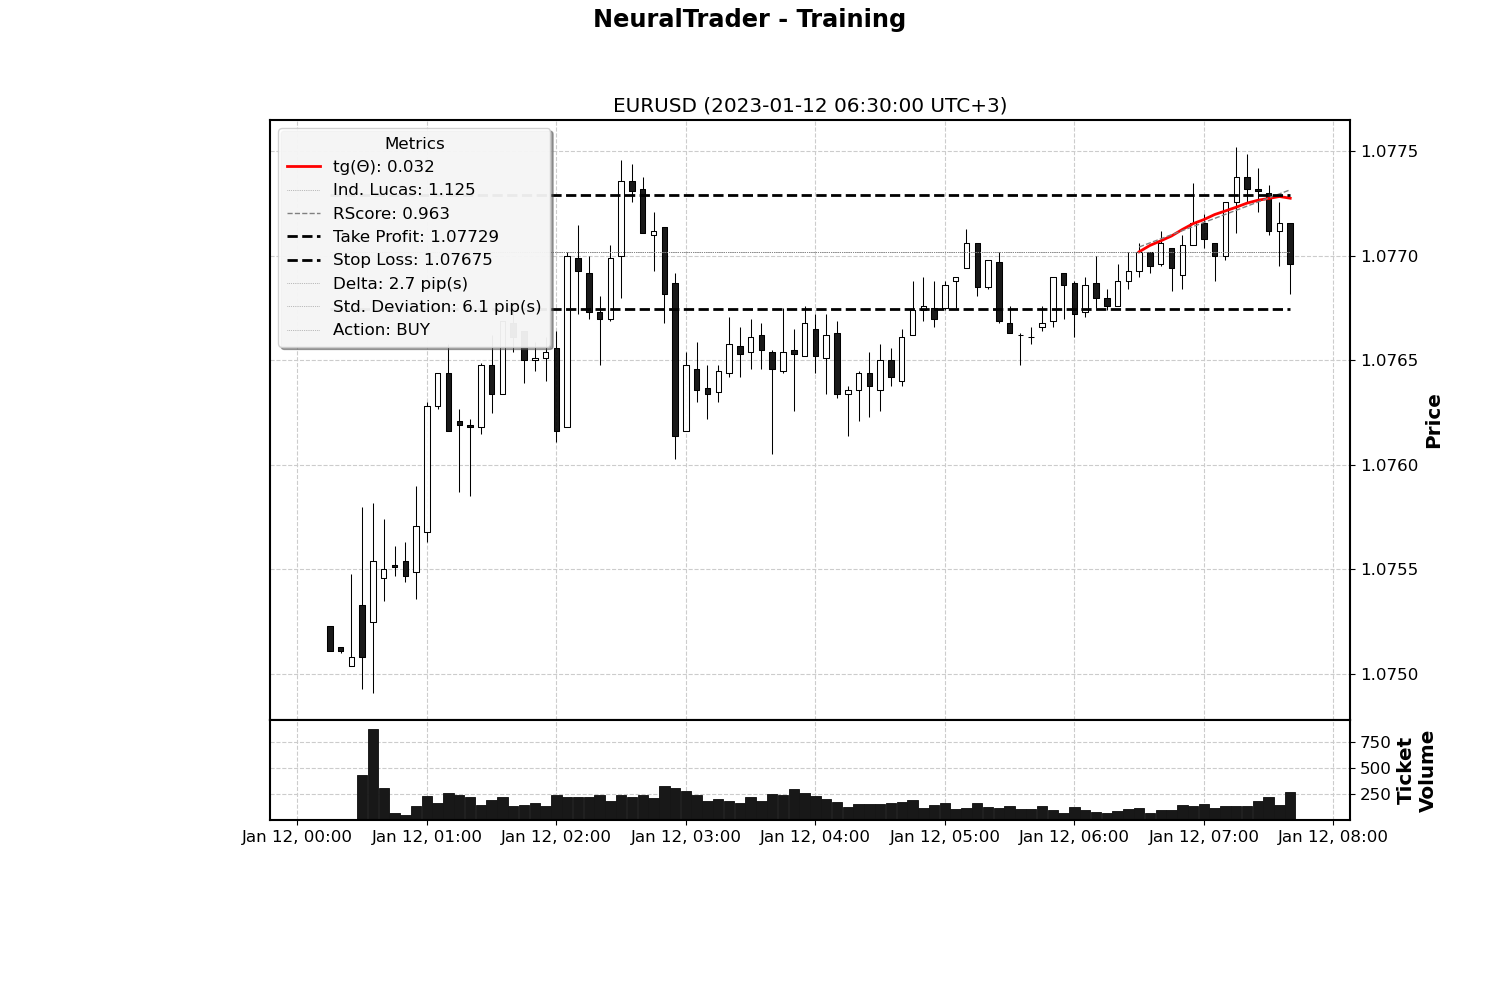 NeuralTrader - Training
EURUSD (2023-01-12 06:30:00 UTC+3)
Metrics
tg(Θ): 0.032
Ind. Lucas: 1.125
RScore: 0.963
Take Profit: 1.07729
Stop Loss: 1.07675
Delta: 2.7 pip(s)
Std. Deviation: 6.1 pip(s)
Action: BUY
1.0775
1.0770
1.0765
1.0760
1.0755
1.0750
Price
750
500
250
Ticket
Volume
Jan 12, 00:00
Jan 12, 01:00
Jan 12, 02:00
Jan 12, 03:00
Jan 12, 04:00
Jan 12, 05:00
Jan 12, 06:00
Jan 12, 07:00
Jan 12, 08:00